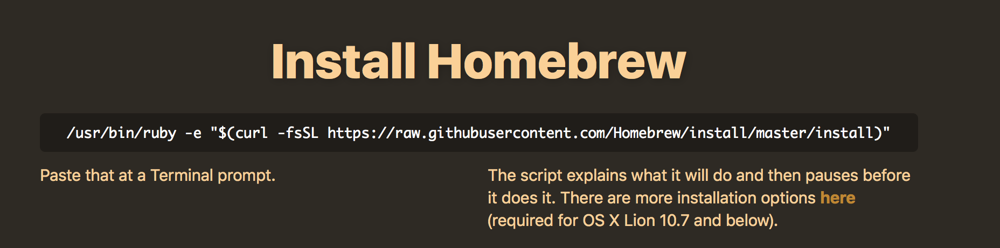 Install Homebrew
/usr/bin/ruby -e "$(curl -fsSL https://raw.githubusercontent.com/Homebrew/install/master/install)"
Paste that at a Terminal prompt.
The script explains what it will do and then pauses before
it does it. There are more installation options here
(required for OS X Lion 10.7 and below).